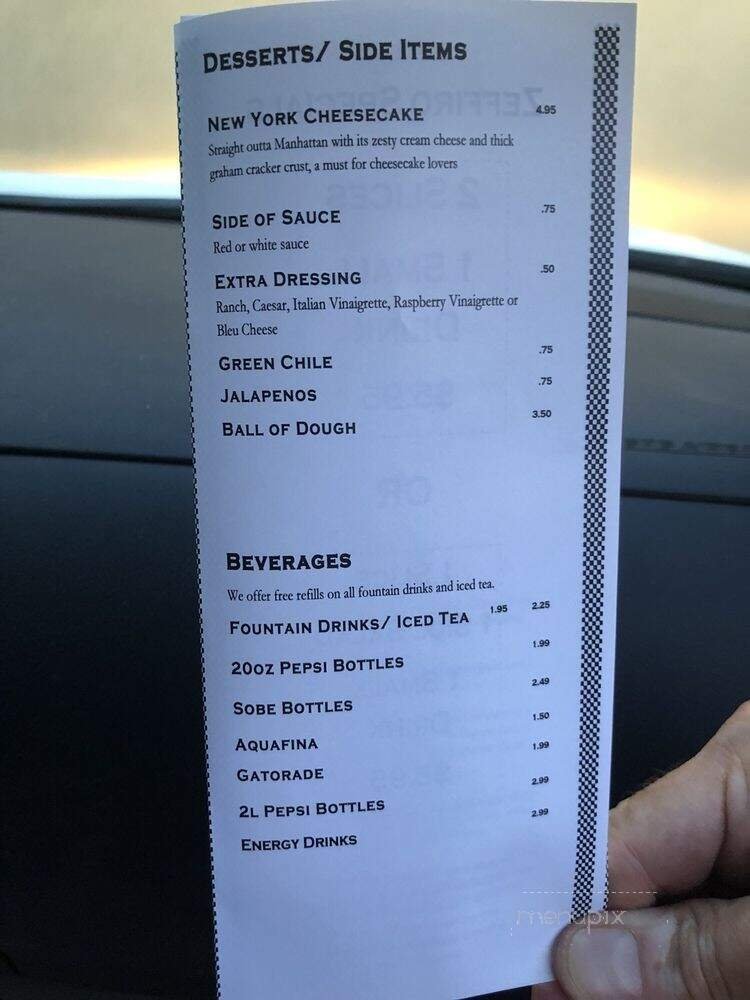 DESSERTS/ SIDE ITEMS
NEW YORK CHEESECAKE 4.95
Straight outta Manhattan with its zesty cream cheese and thick
graham cracker crust, a must for cheesecake lovers
SIDE OF SAUCE .75
Red or white sauce
EXTRA DRESSING .50
Ranch, Caesar, Italian Vinaigrette, Raspberry Vinaigrette or
Bleu Cheese
GREEN CHILE .75
JALAPENOS .75
BALL OF DOUGH 3.50
BEVERAGES
We offer free refills on all fountain drinks and iced tea.
FOUNTAIN DRINKS/ ICED TEA 1.95 2.25
20OZ PEPSI BOTTLES 1.99
SOBE BOTTLES 2.49
AQUAFINA 1.50
GATORADE 1.99
2L PEPSI BOTTLES 2.99
ENERGY DRINKS 2.99
menupix